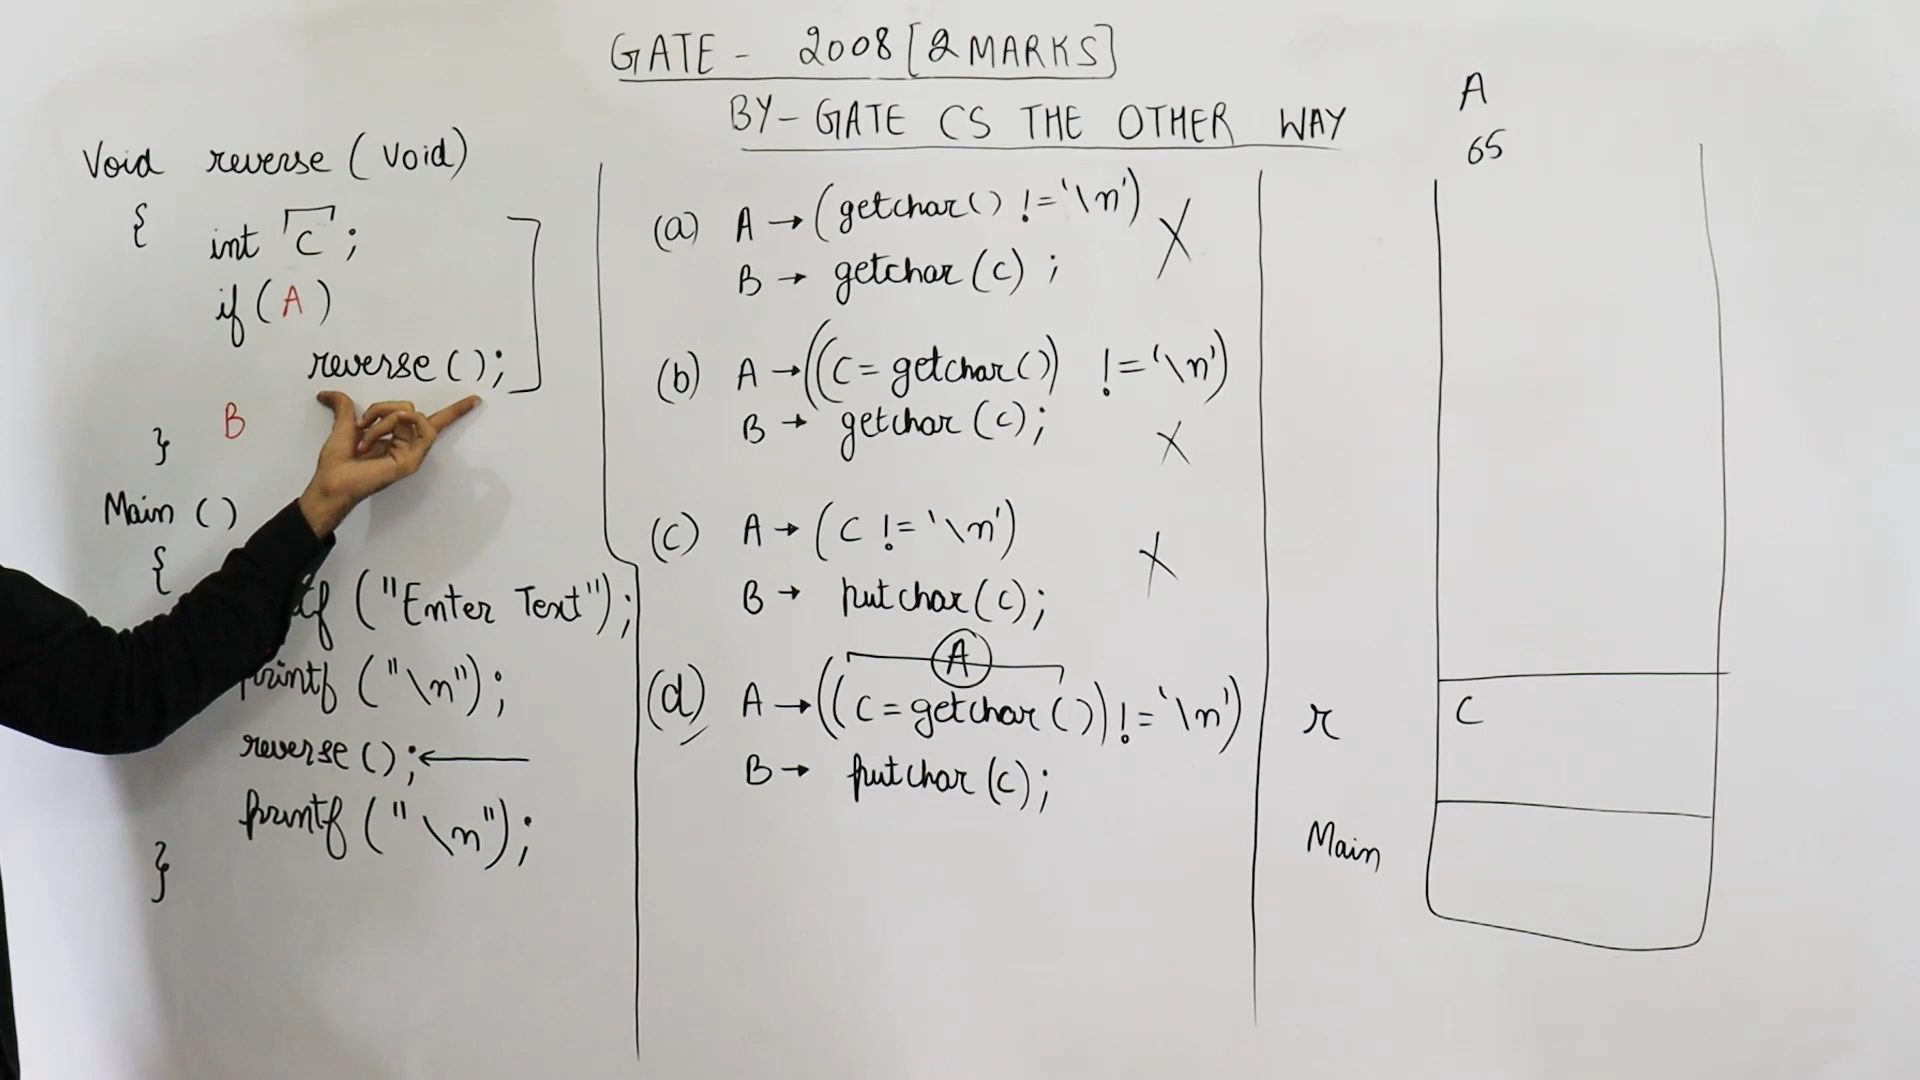 GATE - 2008 [2 MARKS]
BY - GATE CS THE OTHER WAY
Void reverse (Void)
{
int c ;
if ( A )
reverse ( ) ;
B
}
Main ( )
{
("Enter Text") ;
printf ("\n") ;
reverse ( ) ; ←
printf ("\n") ;
}
(a) A → (getchar() != '\n') X
B → getchar (c) ;
(b) A → ((c = getchar()) != '\n')
B → getchar (c) ; X
(c) A → (c != '\n') X
B → putchar (c) ;
A
(d) A → ((c = getchar ()) != '\n')
B → putchar (c) ;
A
65
r
C
Main